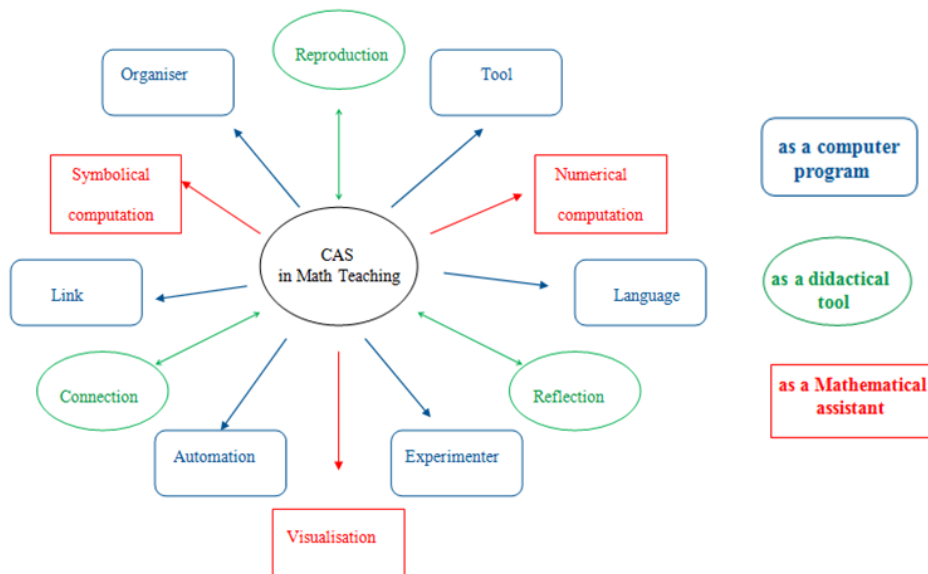 Reproduction
Organiser
Tool
as a computer
program
Symbolical
computation
Numerical
computation
CAS
in Math Teaching
Link
Language
as a didactical
tool
Connection
Reflection
as a Mathematical
assistant
Automation
Experimenter
Visualisation